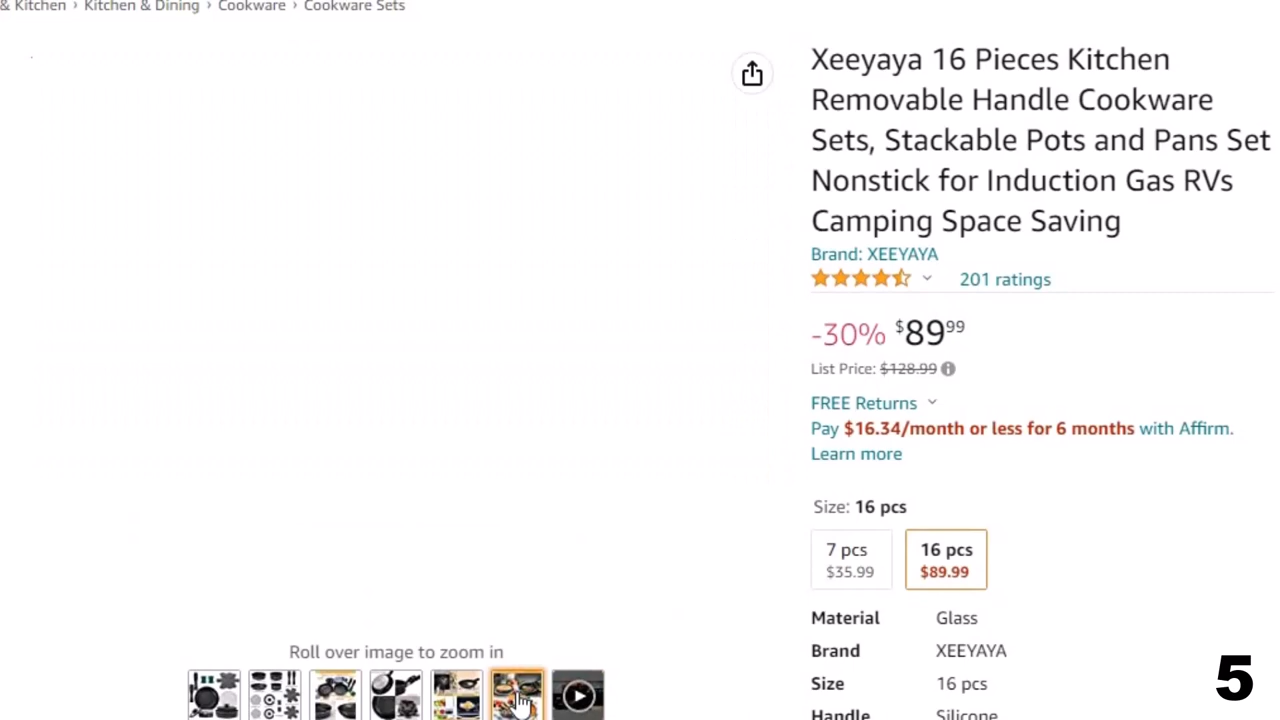 & Kitchen › Kitchen & Dining › Cookware › Cookware Sets
Xeeyaya 16 Pieces Kitchen
Removable Handle Cookware
Sets, Stackable Pots and Pans Set
Nonstick for Induction Gas RVs
Camping Space Saving
Brand: XEEYAYA
201 ratings
-30% $89 99
List Price: $128.99
FREE Returns
Pay $16.34/month or less for 6 months with Affirm.
Learn more
Size: 16 pcs
7 pcs 16 pcs
$35.99 $89.99
Material Glass
Brand XEEYAYA
Size 16 pcs
Handle Silicone
Roll over image to zoom in
5